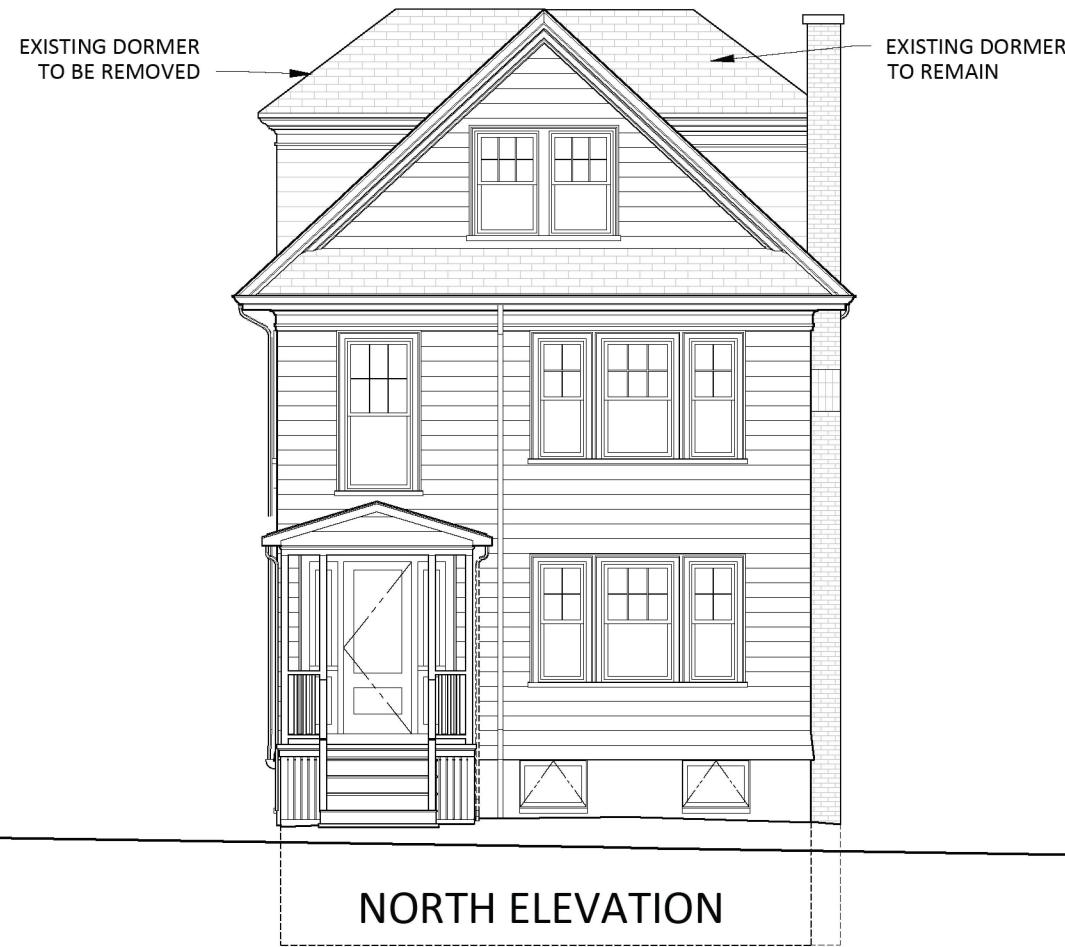 EXISTING DORMER
TO BE REMOVED
EXISTING DORMER
TO REMAIN
NORTH ELEVATION